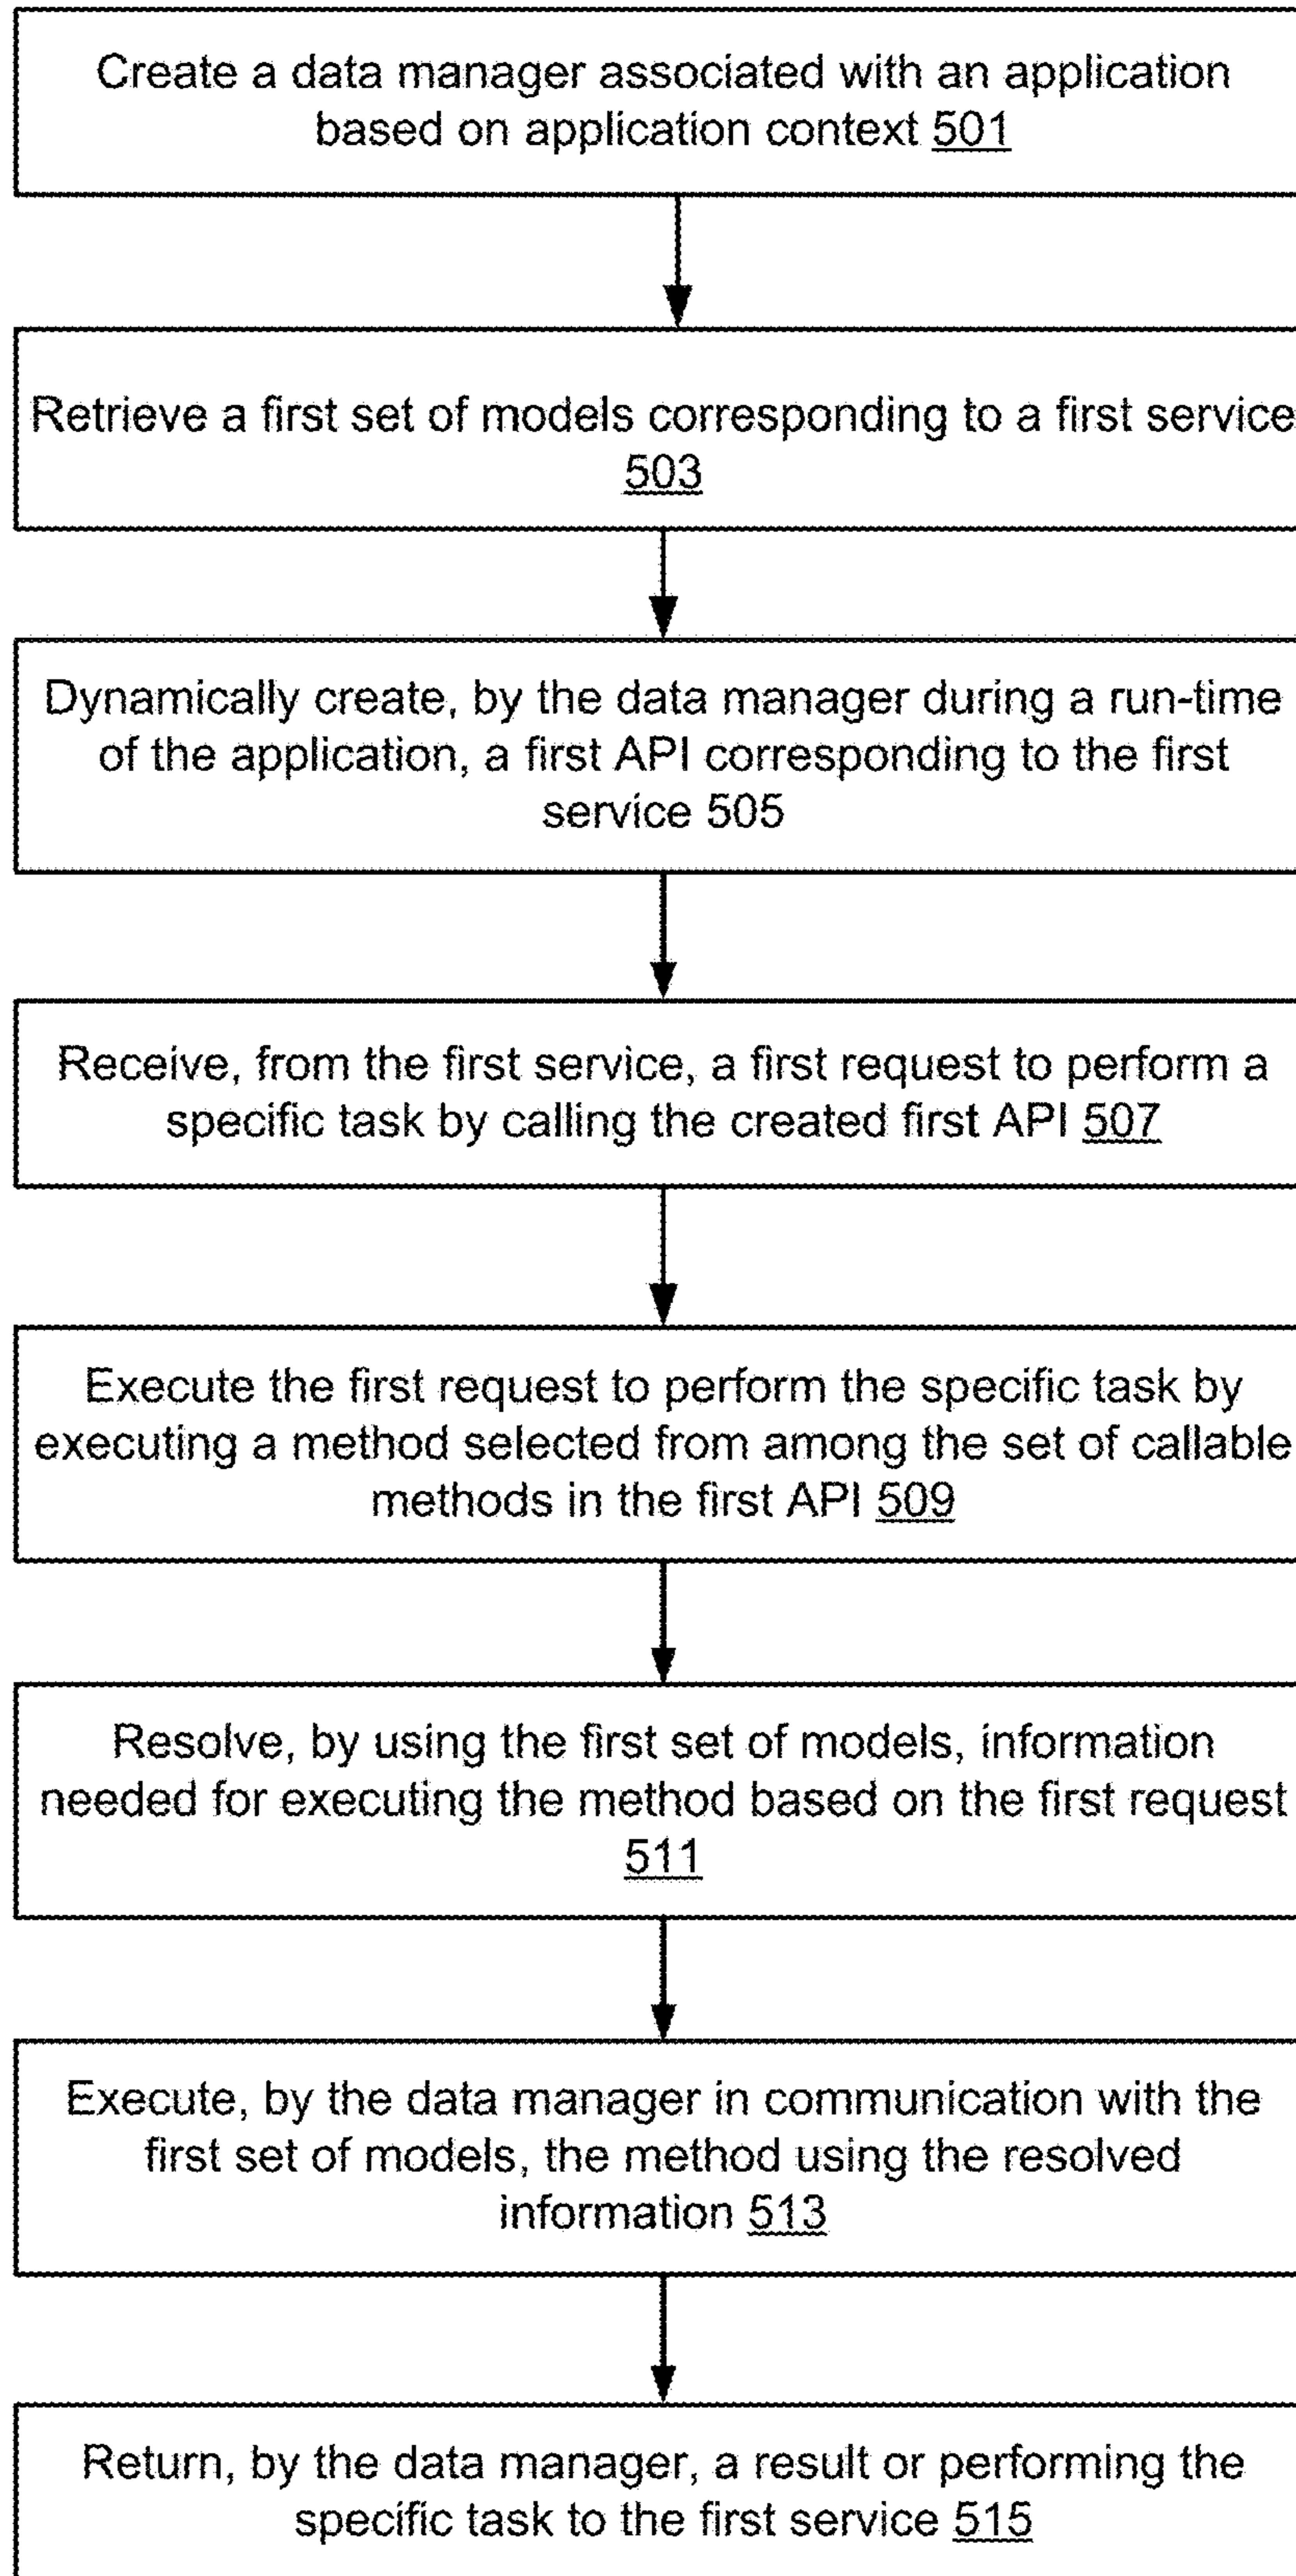 Create a data manager associated with an application
based on application context 501
Retrieve a first set of models corresponding to a first service
503
Dynamically create, by the data manager during a run-time
of the application, a first API corresponding to the first
service 505
Receive, from the first service, a first request to perform a
specific task by calling the created first API 507
Execute the first request to perform the specific task by
executing a method selected from among the set of callable
methods in the first API 509
Resolve, by using the first set of models, information
needed for executing the method based on the first request
511
Execute, by the data manager in communication with the
first set of models, the method using the resolved
information 513
Return, by the data manager, a result or performing the
specific task to the first service 515